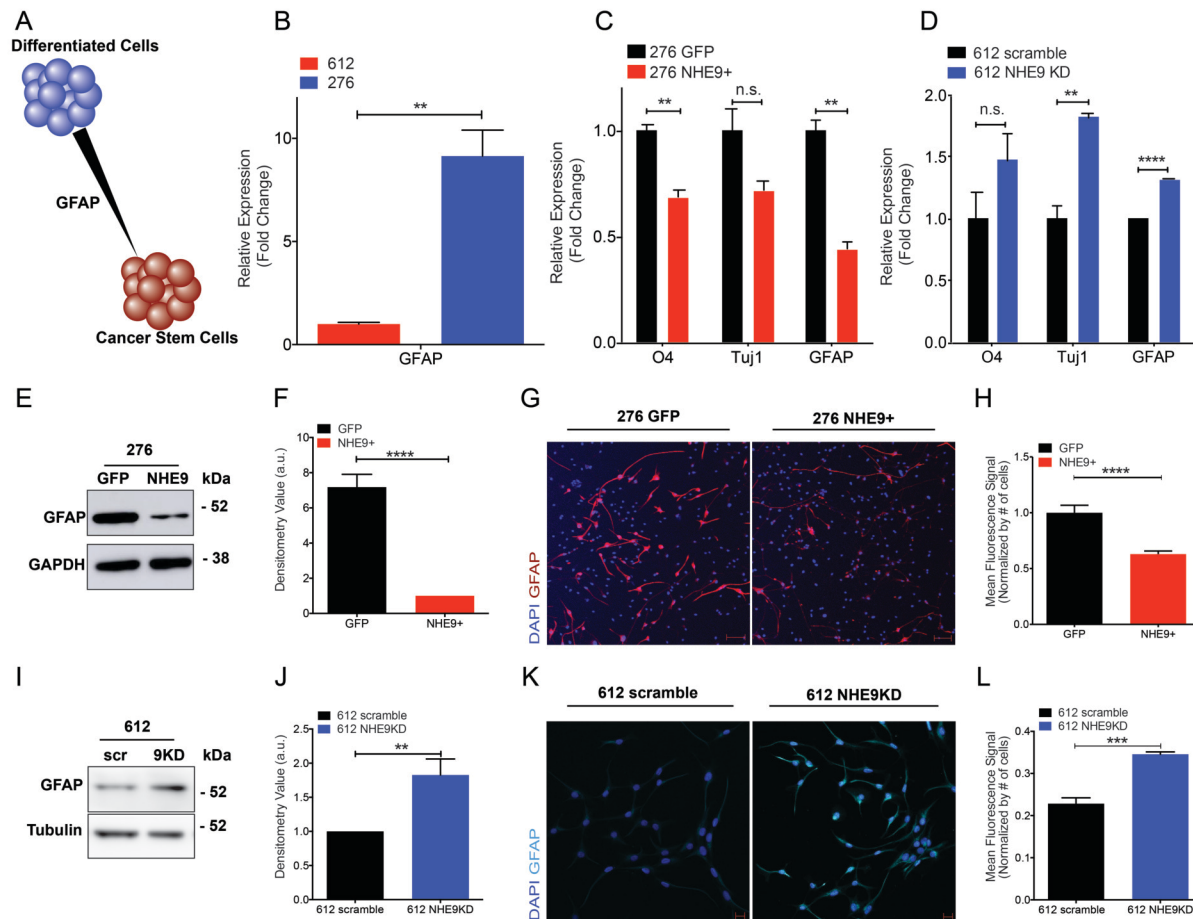 A
Differentiated Cells
GFAP
Cancer Stem Cells
B
612
276
**
Relative Expression
(Fold Change)
10
5
0
GFAP
C
276 GFP
276 NHE9+
**
n.s.
**
Relative Expression
(Fold Change)
1.0
0.5
0.0
O4
Tuj1
GFAP
D
612 scramble
612 NHE9 KD
n.s.
**
****
Relative Expression
(Fold Change)
2.0
1.5
1.0
0.5
0.0
O4
Tuj1
GFAP
E
276
GFP NHE9 kDa
GFAP
- 52
GAPDH
- 38
F
GFP
NHE9+
****
Densitometry Value (a.u.)
10
8
6
4
2
0
GFP
NHE9+
G
276 GFP
276 NHE9+
DAPI GFAP
H
GFP
NHE9+
****
Mean Fluorescence Signal
(Normalized by # of cells)
1.5
1.0
0.5
0.0
GFP
NHE9+
I
612
scr 9KD kDa
GFAP
- 52
Tubulin
- 52
J
612 scramble
612 NHE9KD
**
Densitometry Value (a.u.)
2.5
2.0
1.5
1.0
0.5
0.0
612 scramble
612 NHE9KD
K
612 scramble
612 NHE9KD
DAPI GFAP
L
612 scramble
612 NHE9KD
***
Mean Fluorescence Signal
(Normalized by # of cells)
0.4
0.3
0.2
0.0
612 scramble
612 NHE9KD